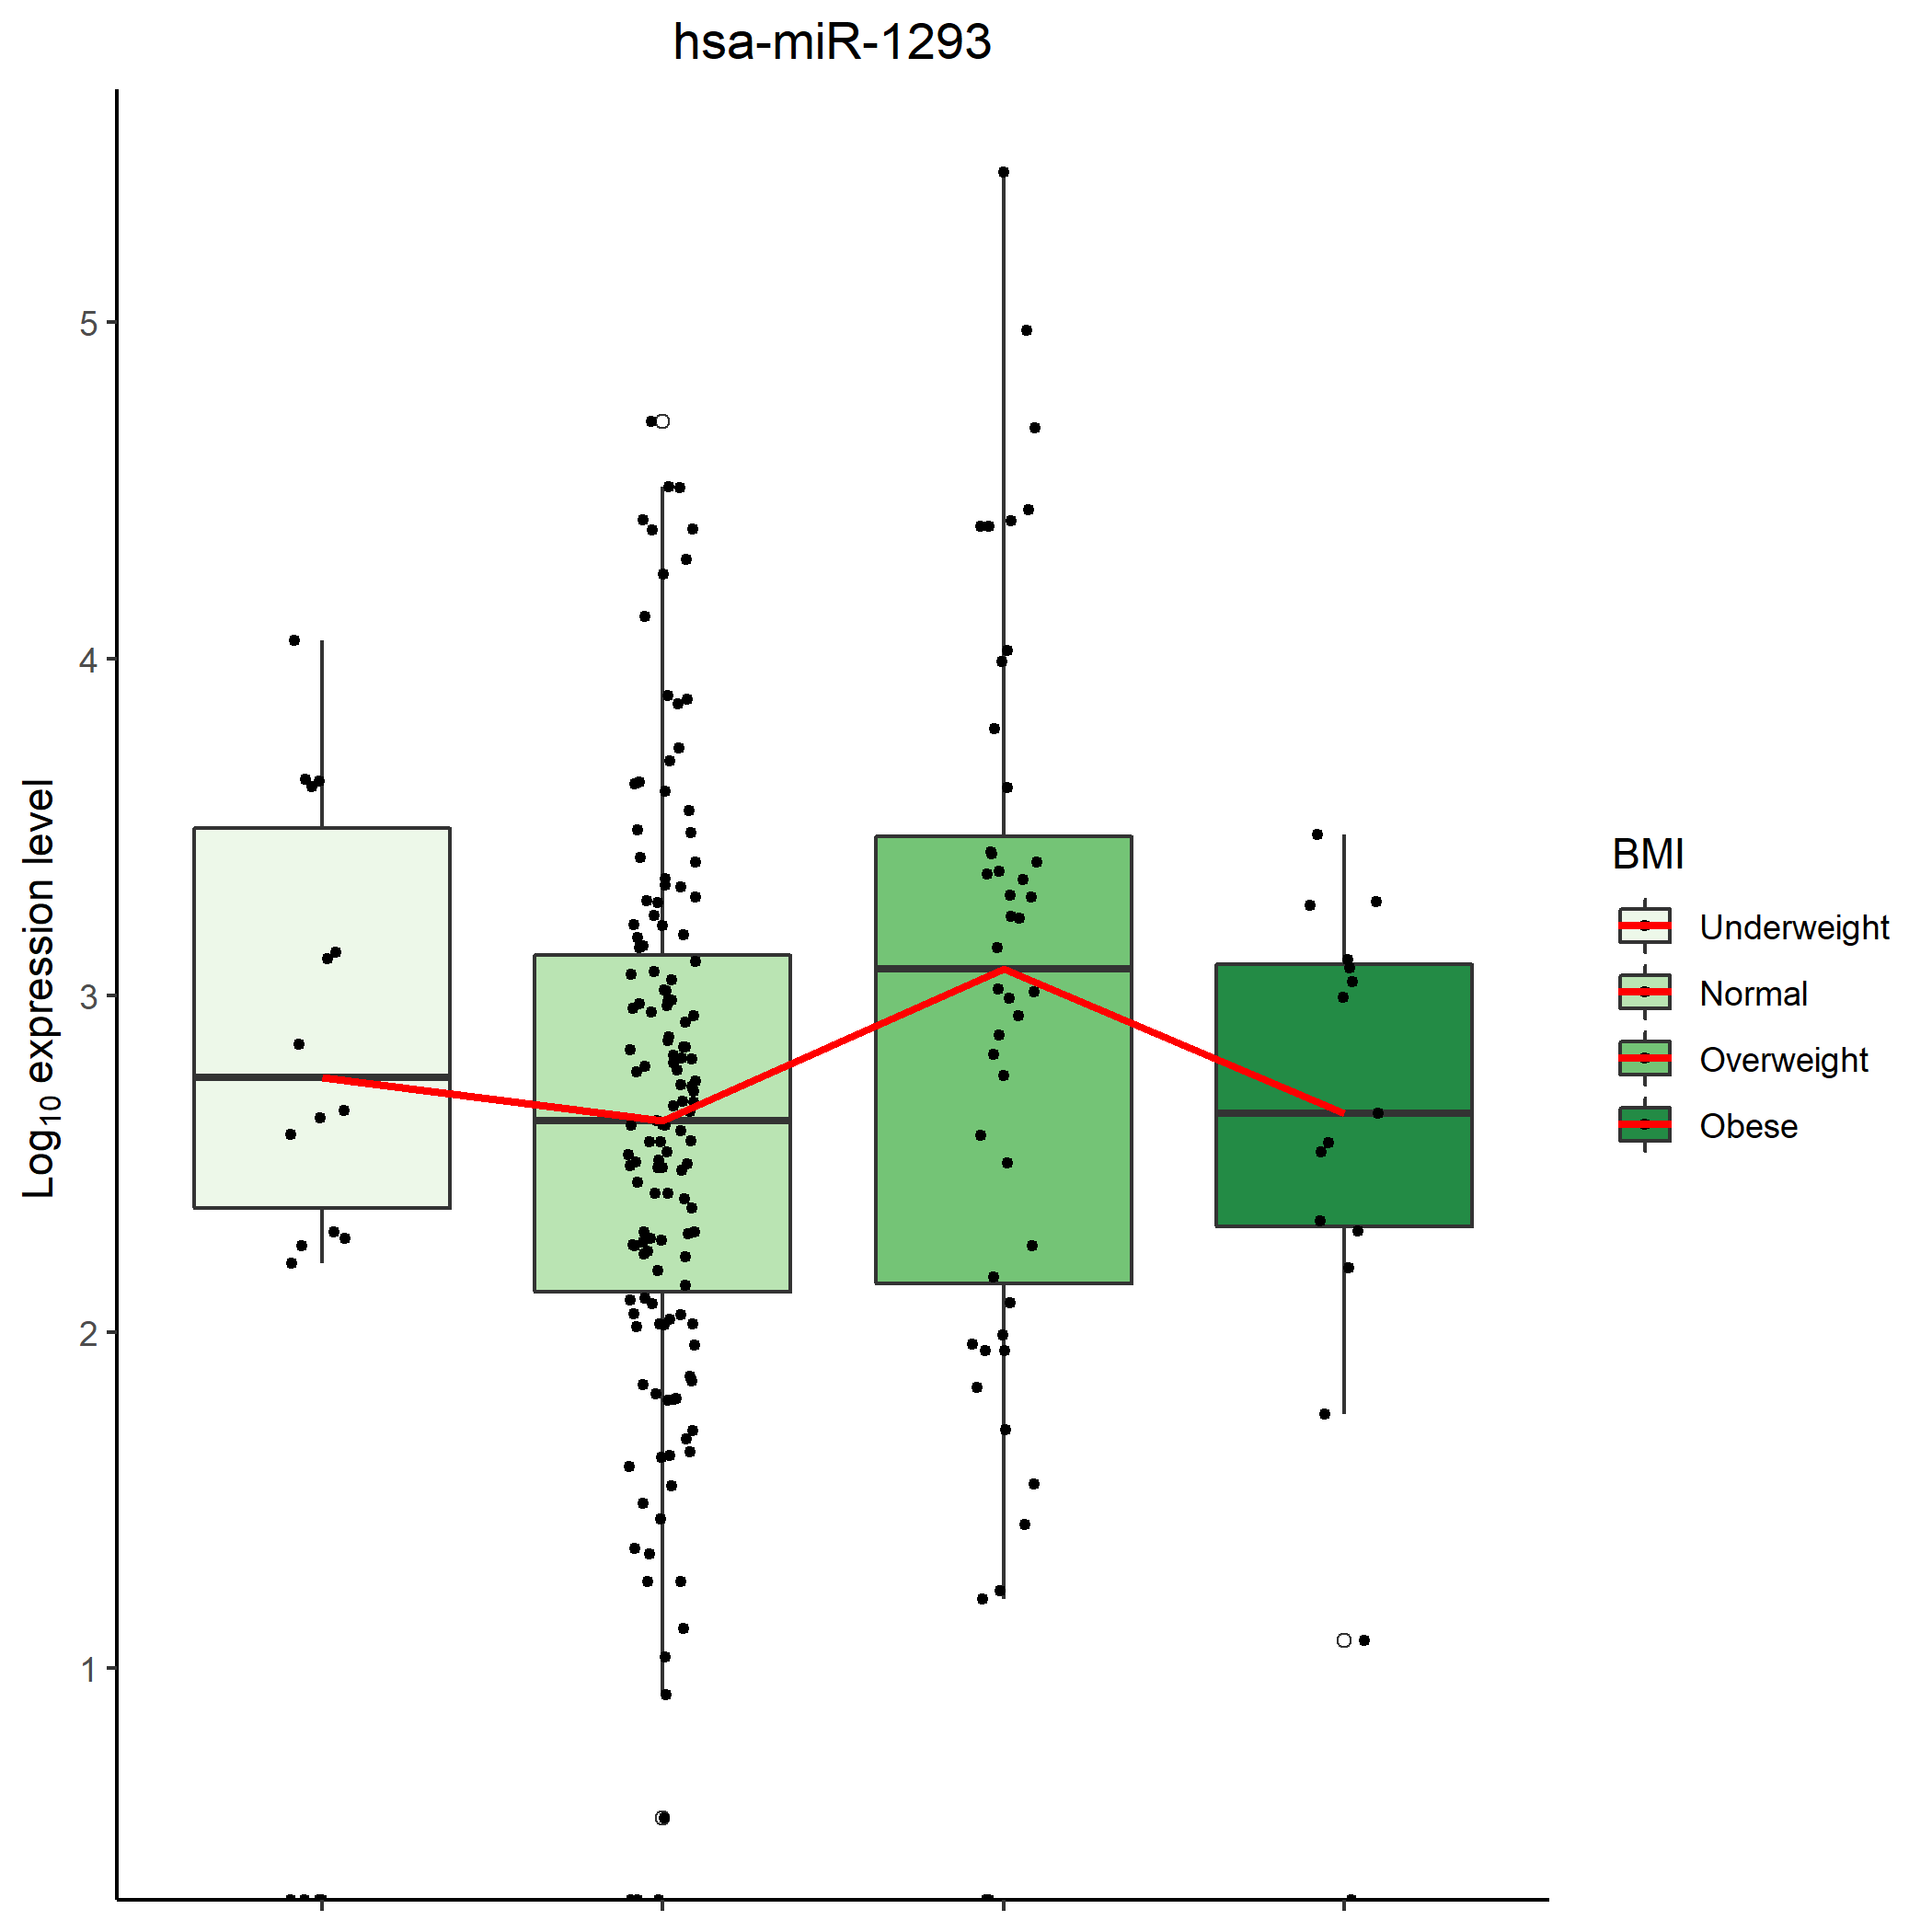 hsa-miR-1293
Log₁₀ expression level
5
4
3
2
1
BMI
Underweight
Normal
Overweight
Obese